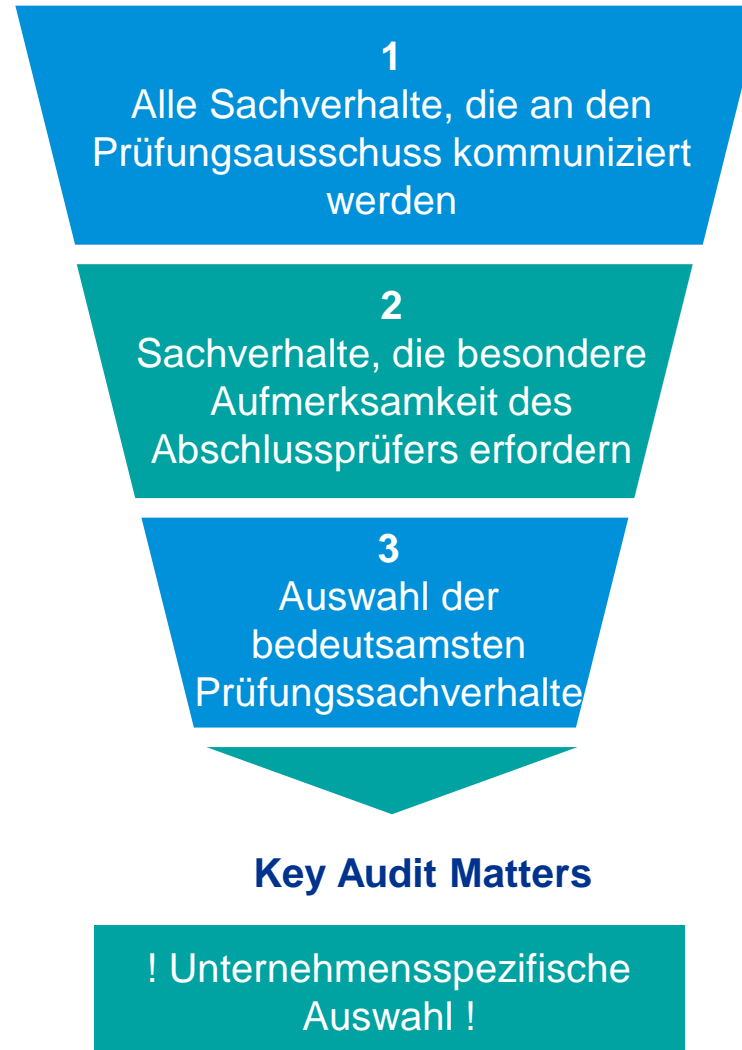 1
Alle Sachverhalte, die an den
Prüfungsausschuss kommuniziert
werden
2
Sachverhalte, die besondere
Aufmerksamkeit des
Abschlussprüfers erfordern
3
Auswahl der
bedeutsamsten
Prüfungssachverhalte
Key Audit Matters
! Unternehmensspezifische
Auswahl !